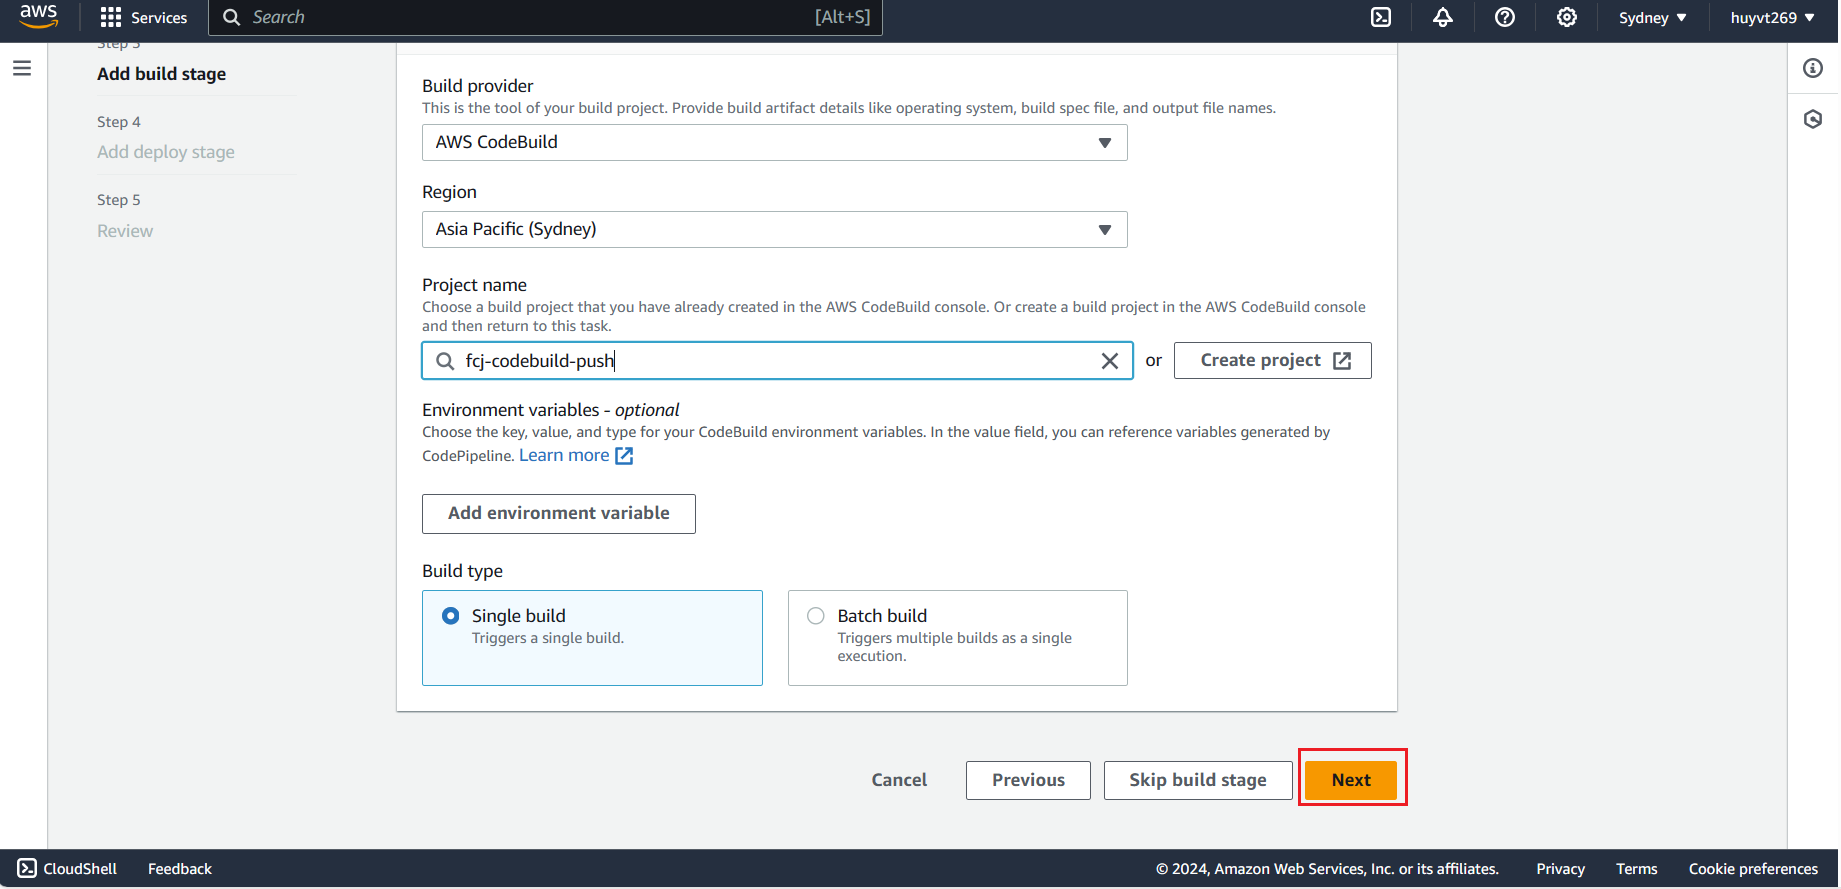 aws
Services
Search
[Alt+S]
Sydney
huyvt269
Step 3
Add build stage
Step 4
Add deploy stage
Step 5
Review
Build provider
This is the tool of your build project. Provide build artifact details like operating system, build spec file, and output file names.
AWS CodeBuild
Region
Asia Pacific (Sydney)
Project name
Choose a build project that you have already created in the AWS CodeBuild console. Or create a build project in the AWS CodeBuild console
and then return to this task.
fcj-codebuild-push
or
Create project
Environment variables - optional
Choose the key, value, and type for your CodeBuild environment variables. In the value field, you can reference variables generated by
CodePipeline. Learn more
Add environment variable
Build type
Single build
Triggers a single build.
Batch build
Triggers multiple builds as a single
execution.
Cancel
Previous
Skip build stage
Next
CloudShell
Feedback
© 2024, Amazon Web Services, Inc. or its affiliates.
Privacy
Terms
Cookie preferences